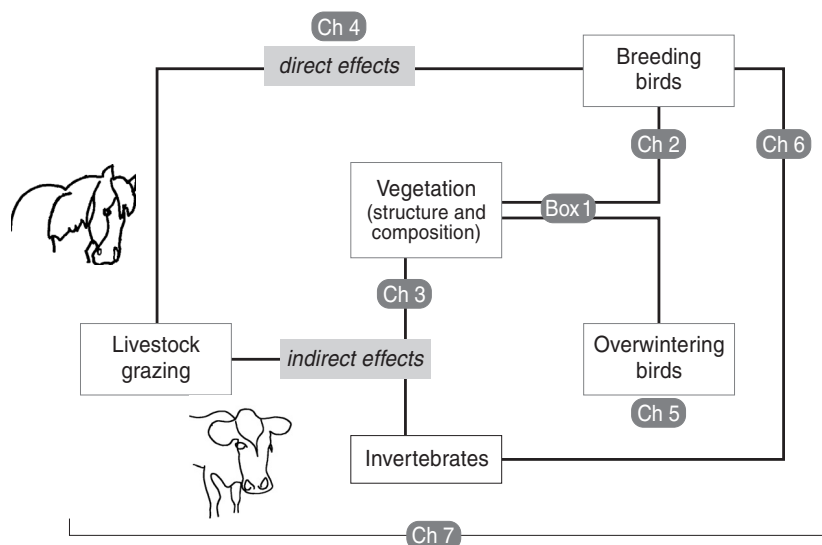 Ch 4
direct effects
Breeding
birds
Ch 2
Ch 6
Vegetation
(structure and
composition)
Box 1
Ch 3
Livestock
grazing
indirect effects
Overwintering
birds
Ch 5
Invertebrates
Ch 7